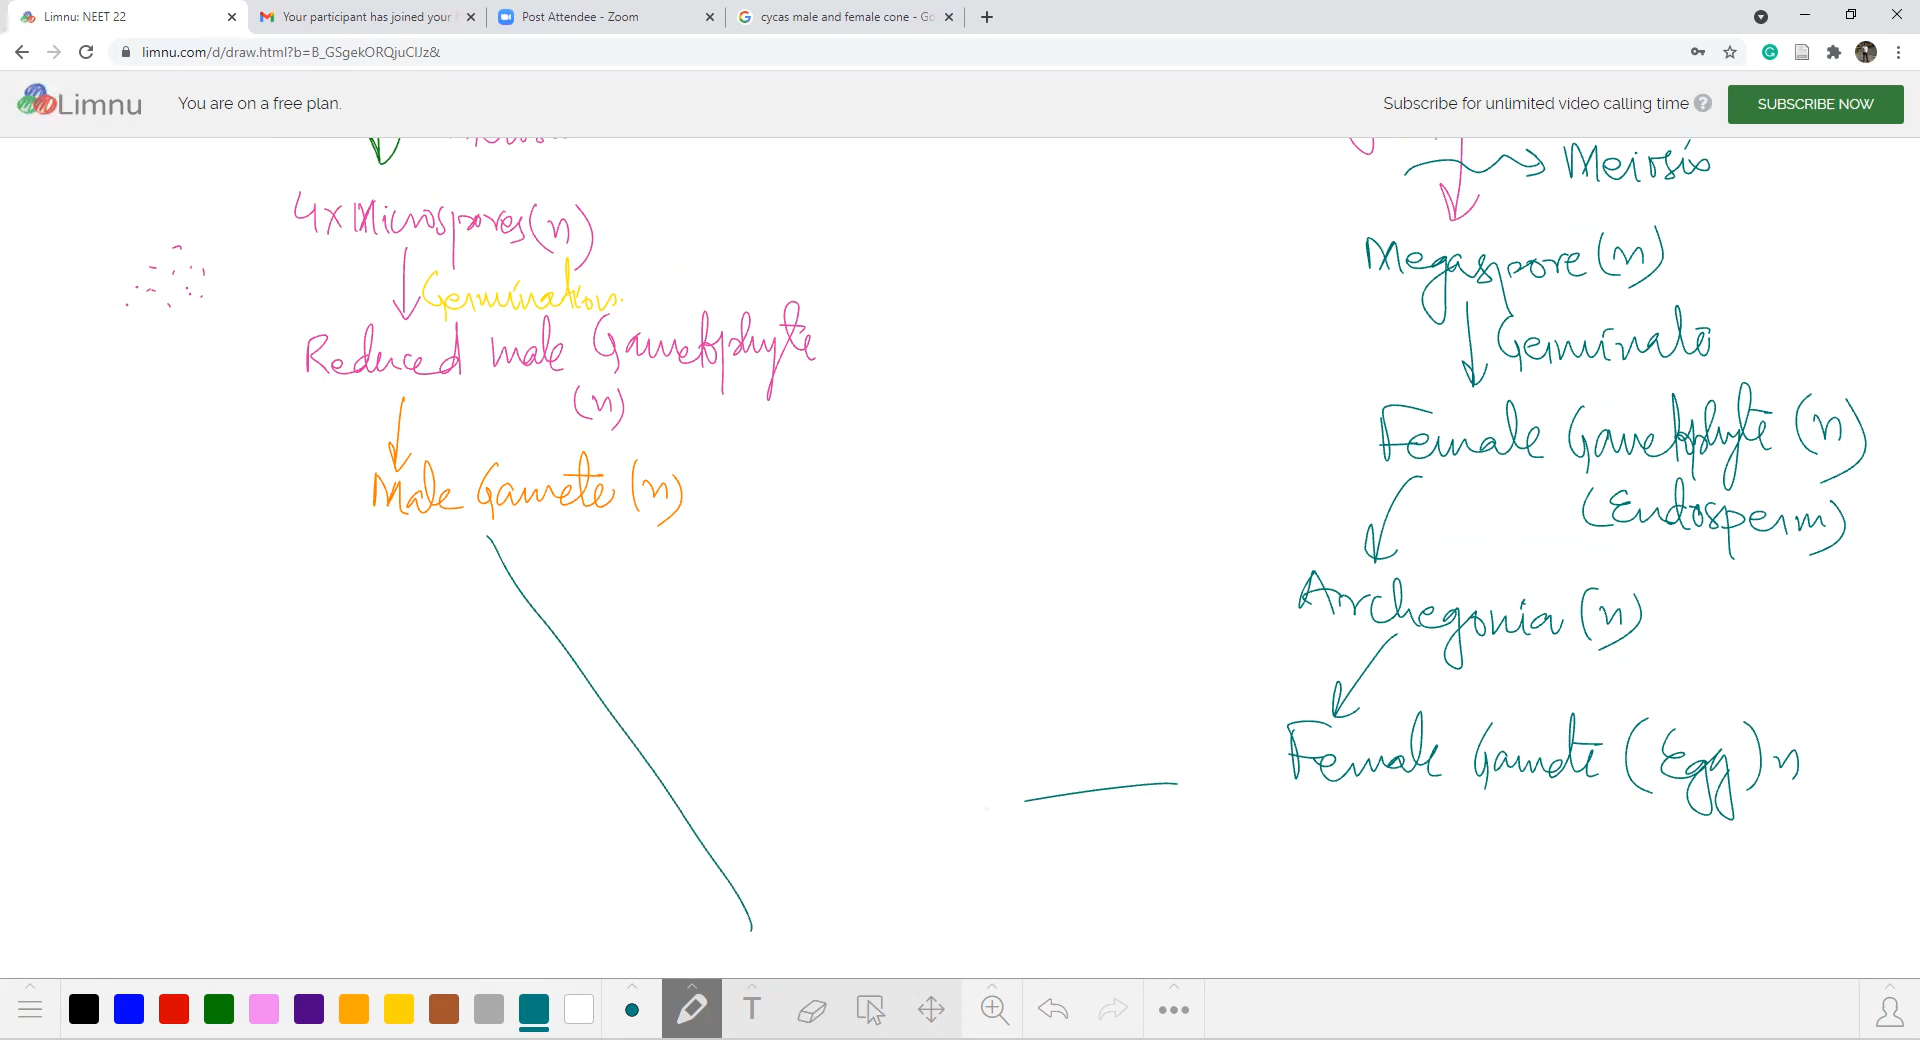 Limnu: NEET 22
Your participant has joined your
Post Attendee - Zoom
cycas male and female cone - Go
limnu.com/d/draw.html?b=B_GSgekORQjuCIJz&
Limnu
You are on a free plan.
Subscribe for unlimited video calling time
?
SUBSCRIBE NOW
Meiosis
4x Microspores (n)
Germination.
Reduced male Gametophyte
(n)
Male Gamete (n)
Megaspore (n)
Germinate
Female Gametophyte (n)
(Endosperm)
Archegonia (n)
Female Gamete (Egg) n
T